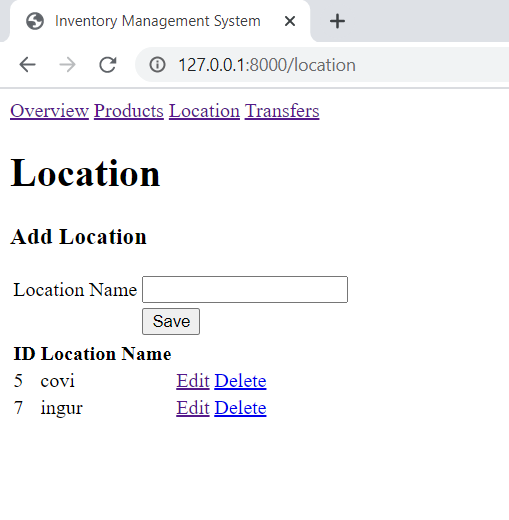 Inventory Management System
127.0.0.1:8000/location
Overview Products Location Transfers
Location
Add Location
Location Name
Save
ID Location Name
5 covi Edit Delete
7 ingur Edit Delete